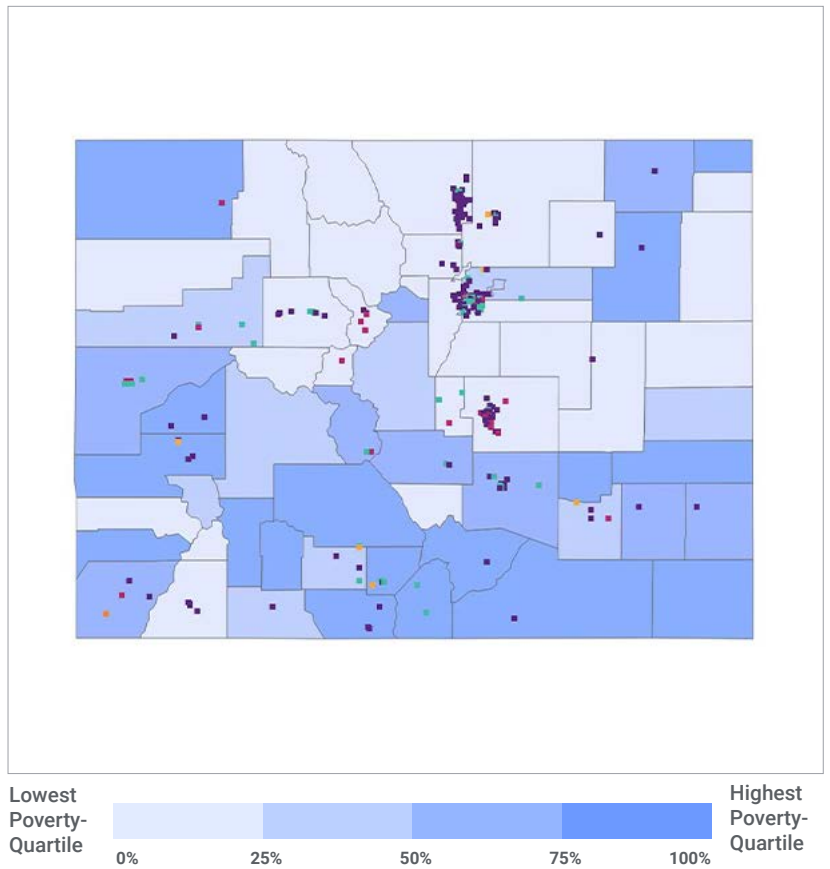 Lowest
Poverty-
Quartile
0%
25%
50%
75%
100%
Highest
Poverty-
Quartile